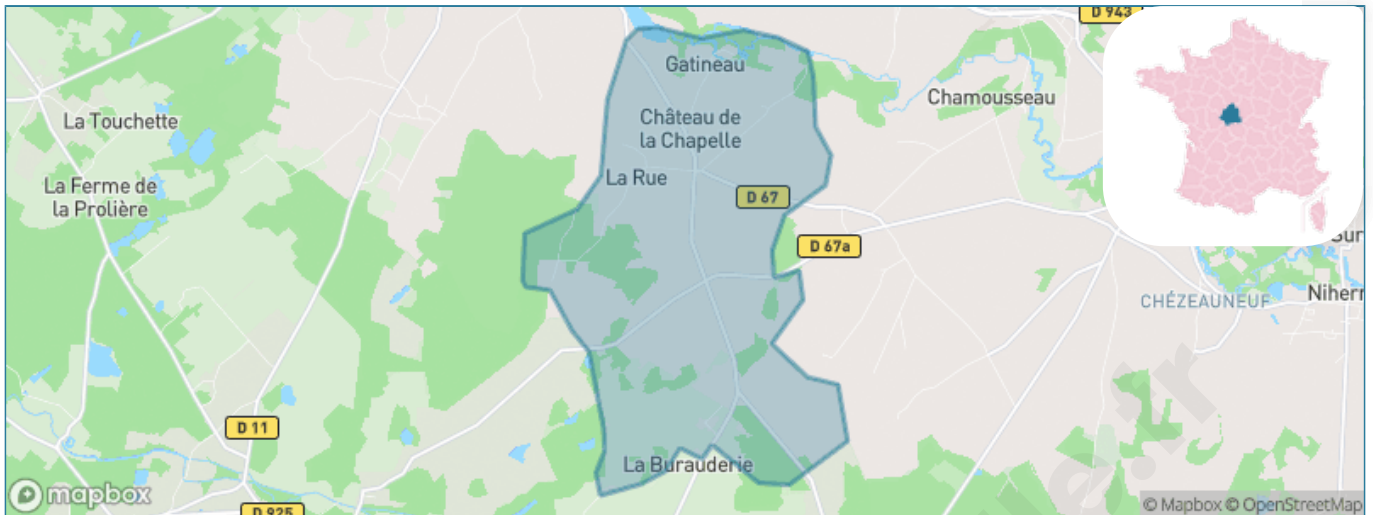 D 943
Gatineau
Chamousseau
La Touchette
Château de
la Chapelle
La Rue
La Ferme de
la Prolière
D 67
D 67a
CHÉZEAUNEUF
D 11
La Burauderie
mapbox
D 925
© Mapbox © OpenStreetMap